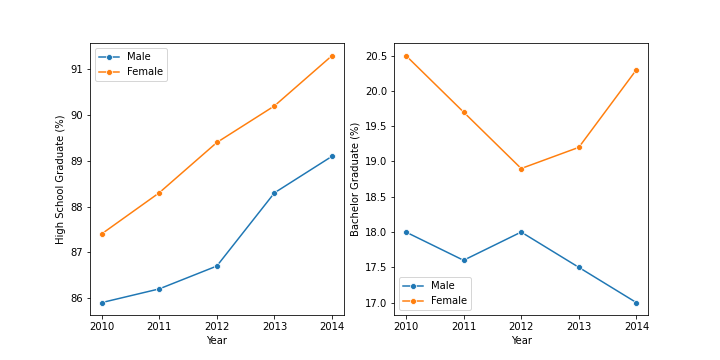 Male
Female
91
90
89
88
87
86
High School Graduate (%)
2010 2011 2012 2013 2014
Year
20.5
20.0
19.5
19.0
18.5
18.0
17.5
17.0
Bachelor Graduate (%)
Male
Female
2010 2011 2012 2013 2014
Year